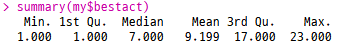 > summary(my$bestact)
Min. 1st Qu. Median Mean 3rd Qu. Max.
1.000 1.000 7.000 9.199 17.000 23.000